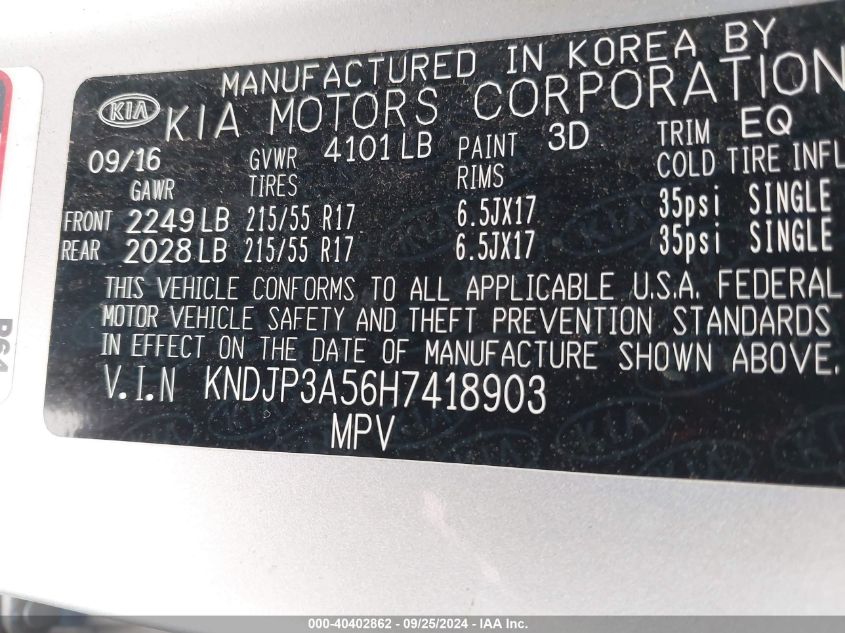 MANUFACTURED IN KOREA BY
KIA KIA MOTORS CORPORATION
09/16 GVWR 4101 LB PAINT 3D TRIM EQ
GAWR TIRES RIMS COLD TIRE INFL
FRONT 2249 LB 215/55 R17 6.5JX17 35psi SINGLE
REAR 2028 LB 215/55 R17 6.5JX17 35psi SINGLE
THIS VEHICLE CONFORMS TO ALL APPLICABLE U.S.A. FEDERAL
MOTOR VEHICLE SAFETY AND THEFT PREVENTION STANDARDS
IN EFFECT ON THE DATE OF MANUFACTURE SHOWN ABOVE.
V.I.N KNDJP3A56H7418903
MPV
000-40402862 - 09/25/2024 - IAA Inc.